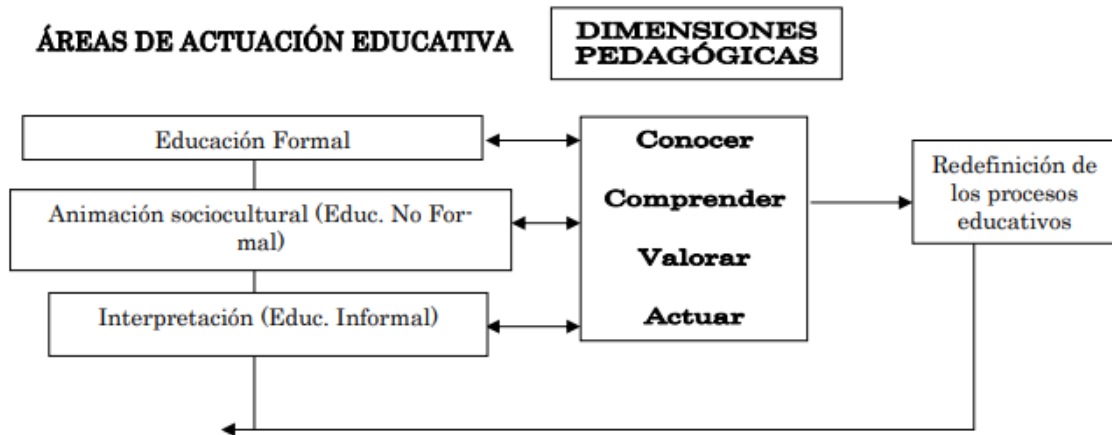 ÁREAS DE ACTUACIÓN EDUCATIVA
DIMENSIONES
PEDAGÓGICAS
Educación Formal
Animación sociocultural (Educ. No For-
mal)
Interpretación (Educ. Informal)
Conocer
Comprender
Valorar
Actuar
Redefinición de
los procesos
educativos